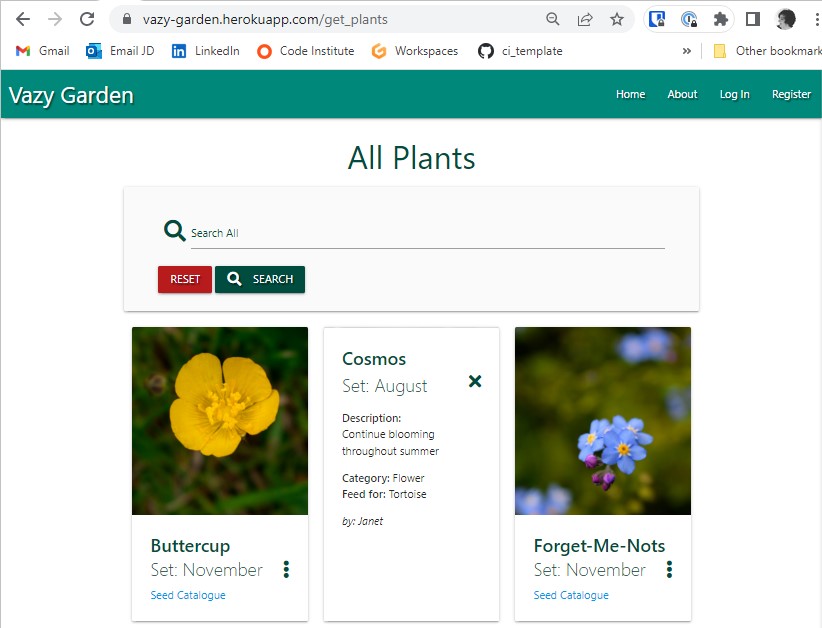 vazy-garden.herokuapp.com/get_plants
Gmail
Email JD
LinkedIn
Code Institute
Workspaces
ci_template
»
Other bookmark
Vazy Garden
Home
About
Log In
Register
All Plants
Search All
RESET
SEARCH
Buttercup
Set: November
Seed Catalogue
Cosmos
Set: August
Description:
Continue blooming
throughout summer
Category: Flower
Feed for: Tortoise
by: Janet
Forget-Me-Nots
Set: November
Seed Catalogue